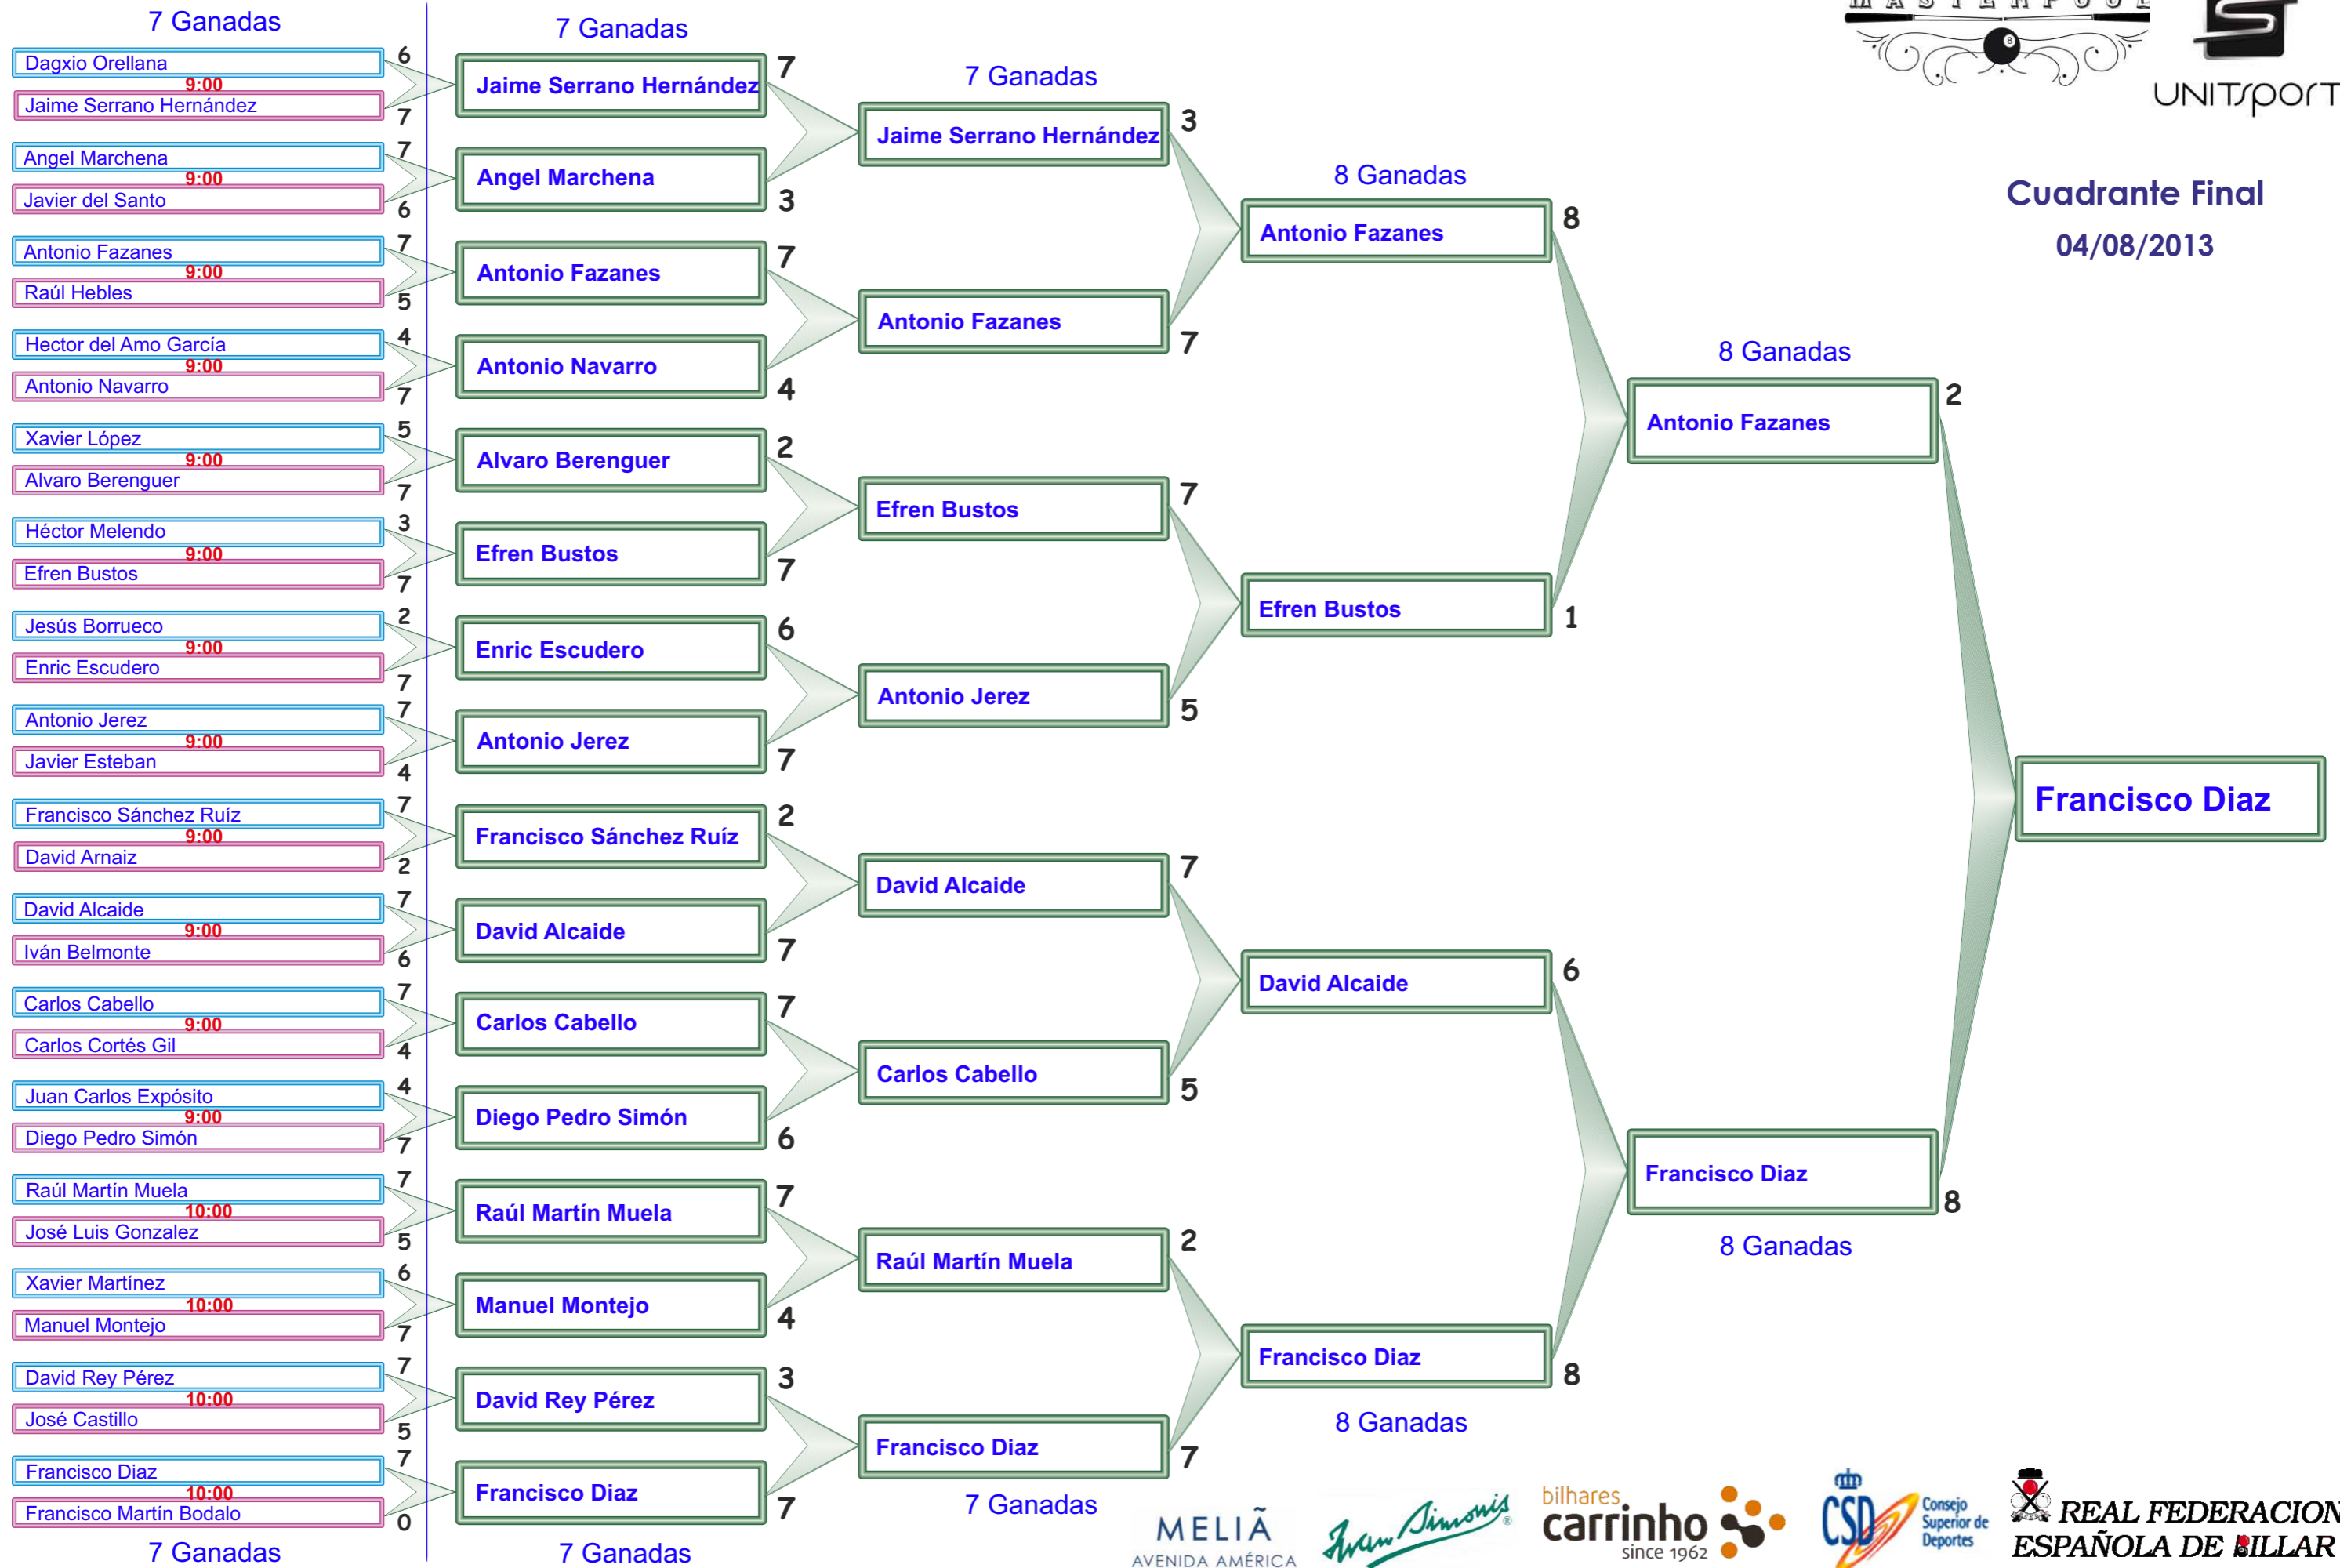 7 Ganadas
Dagxio Orellana
6
9:00
Jaime Serrano Hernández
7
Angel Marchena
7
9:00
Javier del Santo
6
Antonio Fazanes
7
9:00
Raúl Hebles
5
Hector del Amo García
4
9:00
Antonio Navarro
7
Xavier López
5
9:00
Alvaro Berenguer
7
Héctor Melendo
3
9:00
Efren Bustos
7
Jesús Borrueco
2
9:00
Enric Escudero
7
Antonio Jerez
7
9:00
Javier Esteban
4
Francisco Sánchez Ruíz
7
9:00
David Arnaiz
2
David Alcaide
7
9:00
Iván Belmonte
6
Carlos Cabello
7
9:00
Carlos Cortés Gil
4
Juan Carlos Expósito
4
9:00
Diego Pedro Simón
7
Raúl Martín Muela
7
10:00
José Luis Gonzalez
5
Xavier Martínez
6
10:00
Manuel Montejo
7
David Rey Pérez
7
10:00
José Castillo
5
Francisco Diaz
7
10:00
Francisco Martín Bodalo
0
7 Ganadas
7 Ganadas
Jaime Serrano Hernández
7
Angel Marchena
3
Antonio Fazanes
7
Antonio Navarro
4
Alvaro Berenguer
2
Efren Bustos
7
Enric Escudero
6
Antonio Jerez
7
Francisco Sánchez Ruíz
2
David Alcaide
7
Carlos Cabello
7
Diego Pedro Simón
6
Raúl Martín Muela
7
Manuel Montejo
4
David Rey Pérez
3
Francisco Diaz
7
7 Ganadas
7 Ganadas
Jaime Serrano Hernández
3
Antonio Fazanes
7
Efren Bustos
7
Antonio Jerez
5
David Alcaide
7
Carlos Cabello
5
Raúl Martín Muela
2
Francisco Diaz
7
7 Ganadas
8 Ganadas
Antonio Fazanes
8
Efren Bustos
1
David Alcaide
6
Francisco Diaz
8
8 Ganadas
8 Ganadas
Antonio Fazanes
2
Francisco Diaz
8
8 Ganadas
Francisco Diaz
MASTERPOOL
8
UNITSPORT
Cuadrante Final
04/08/2013
MELIÃ
AVENIDA AMÉRICA
Iwan Simonis®
bilhares
carrinho
since 1962
CSD
Consejo
Superior de
Deportes
REAL FEDERACION
ESPAÑOLA DE BILLAR